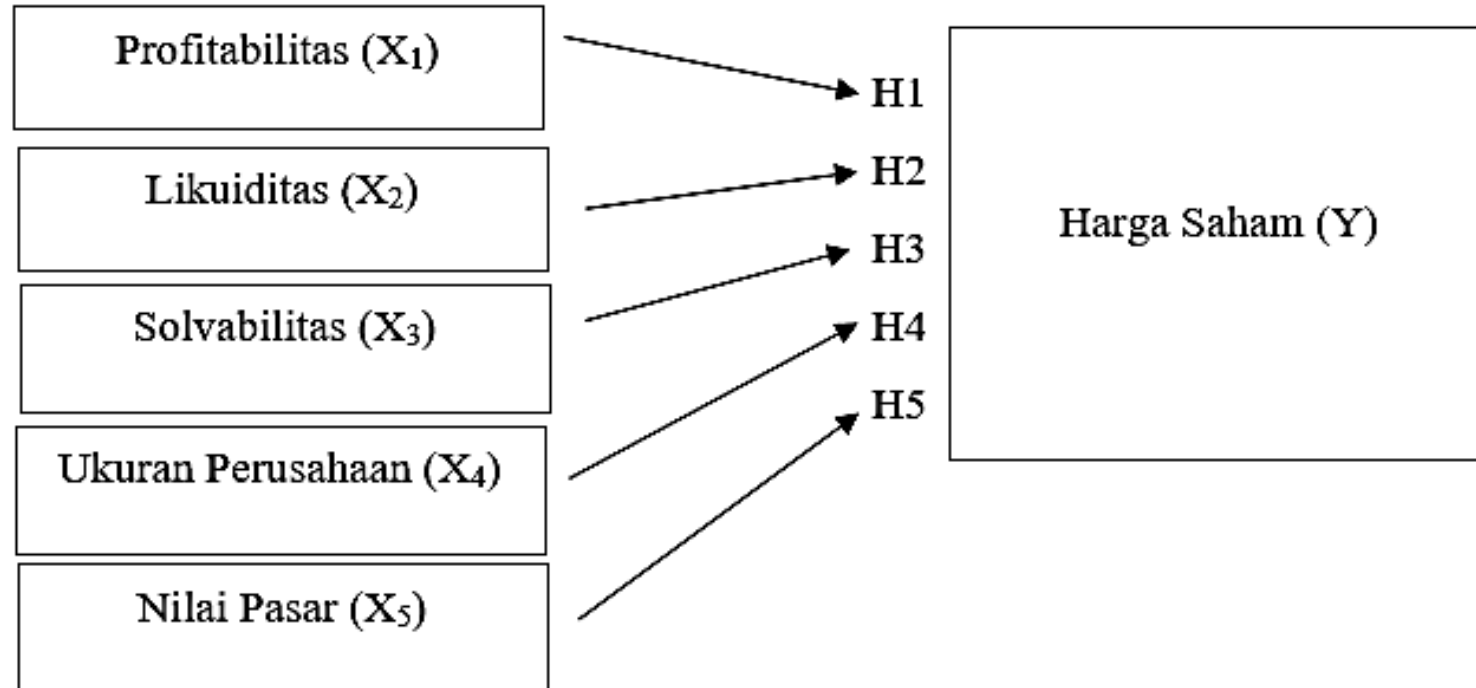 Profitabilitas (X₁)
H1
Likuiditas (X₂)
H2
Solvabilitas (X₃)
H3
Ukuran Perusahaan (X₄)
H4
Nilai Pasar (X₅)
H5
Harga Saham (Y)